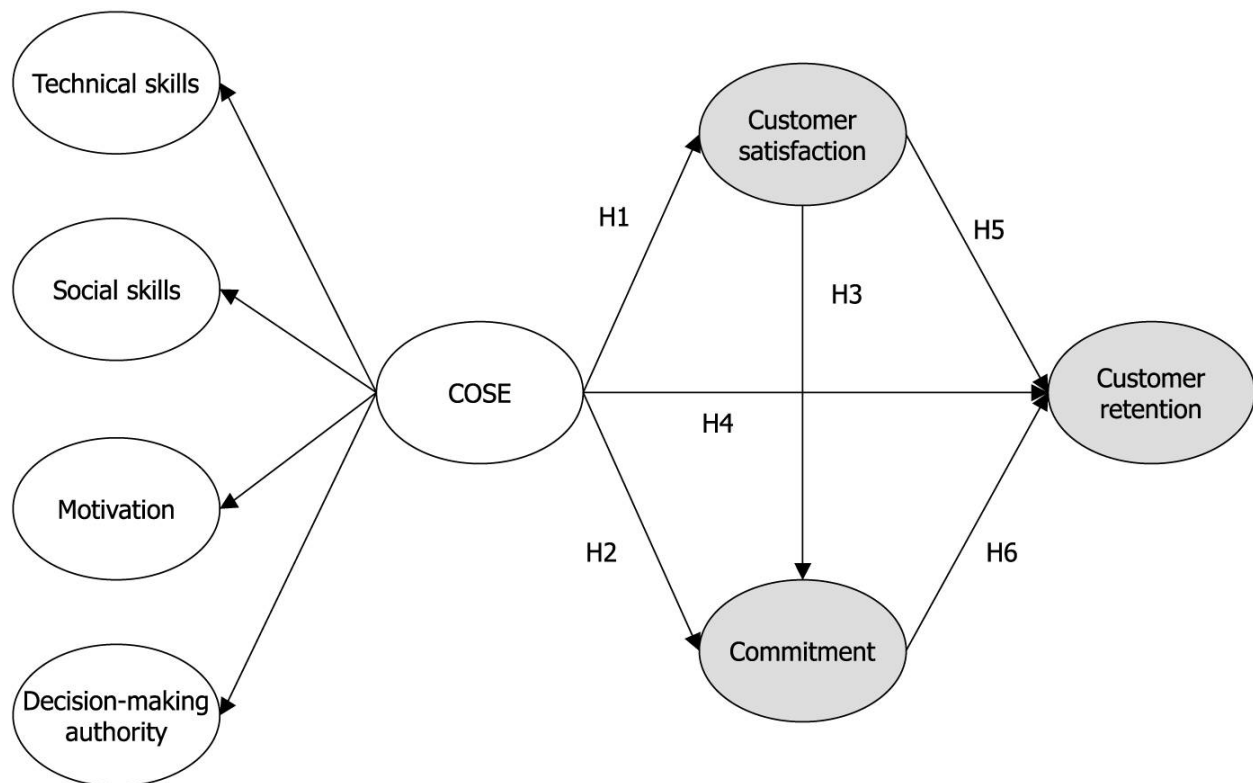 Technical skills
Social skills
Motivation
Decision-making
authority
COSE
H1
H2
Customer
satisfaction
H3
H4
Commitment
H5
H6
Customer
retention